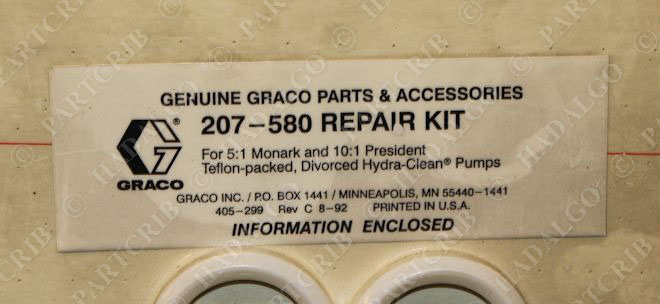 GENUINE GRACO PARTS & ACCESSORIES
207-580 REPAIR KIT
For 5:1 Monark and 10:1 President
Teflon-packed, Divorced Hydra-Clean® Pumps
®
GRACO
GRACO INC. / P.O. BOX 1441 / MINNEAPOLIS, MN 55440-1441
405-299 Rev C 8-92 PRINTED IN U.S.A.
INFORMATION ENCLOSED
© PARTCRIB
© HADALGO